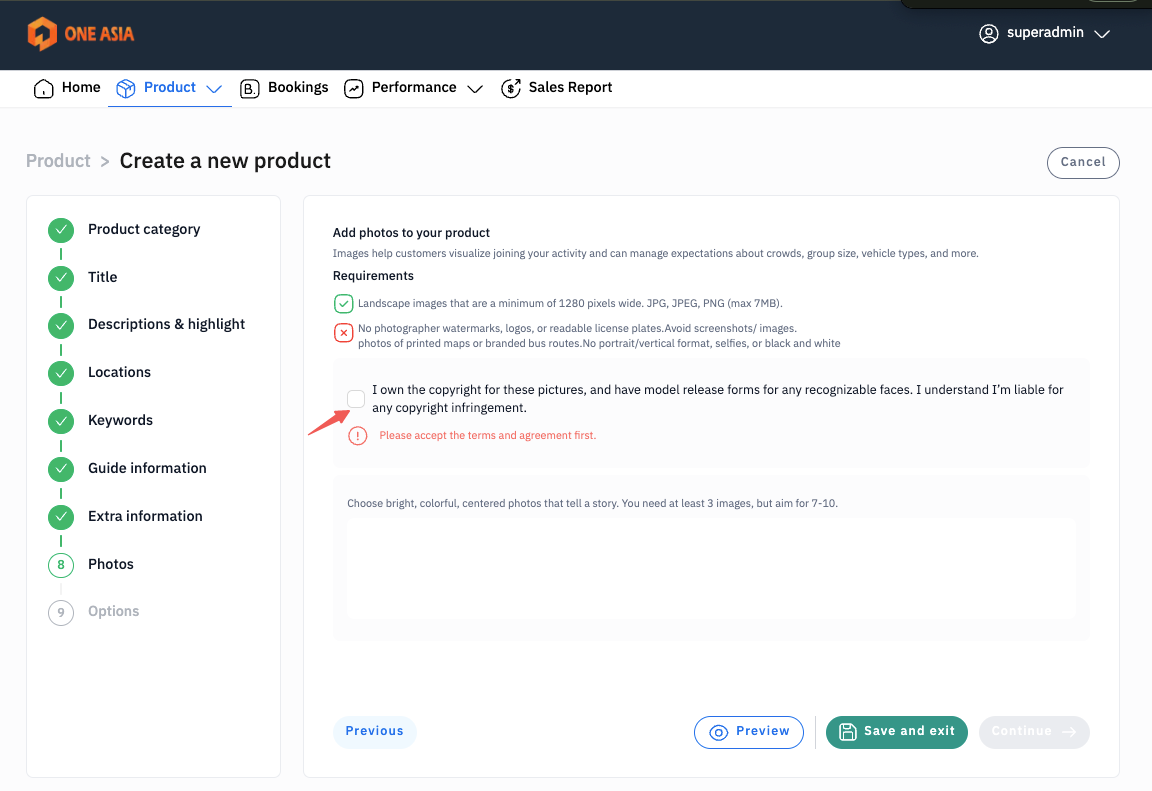 ONE ASIA
superadmin
Home
Product
B.
Bookings
Performance
$
Sales Report
Product > Create a new product
Cancel
Product category
Title
Descriptions & highlight
Locations
Keywords
Guide information
Extra information
8
Photos
9
Options
Add photos to your product
Images help customers visualize joining your activity and can manage expectations about crowds, group size, vehicle types, and more.
Requirements
Landscape images that are a minimum of 1280 pixels wide. JPG, JPEG, PNG (max 7MB).
No photographer watermarks, logos, or readable license plates.Avoid screenshots/ images.
photos of printed maps or branded bus routes.No portrait/vertical format, selfies, or black and white
I own the copyright for these pictures, and have model release forms for any recognizable faces. I understand I’m liable for
any copyright infringement.
Please accept the terms and agreement first.
Choose bright, colorful, centered photos that tell a story. You need at least 3 images, but aim for 7-10.
Previous
Preview
Save and exit
Continue